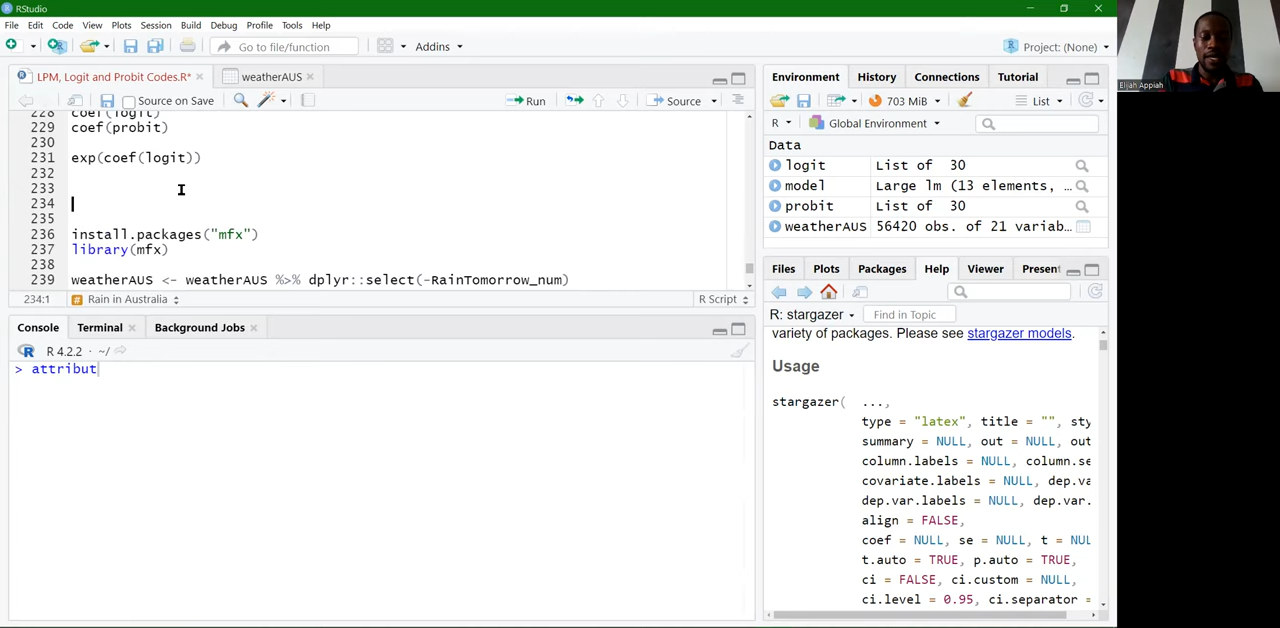 RStudio
File Edit Code View Plots Session Build Debug Profile Tools Help
Go to file/function Addins Project: (None)
LPM, Logit and Probit Codes.R* weatherAUS
Source on Save Run Source
228 coef(logit)
229 coef(probit)
230
231 exp(coef(logit))
232
233
234
235
236 install.packages("mfx")
237 library(mfx)
238
239 weatherAUS <- weatherAUS %>% dplyr::select(-RainTomorrow_num)
234:1 Rain in Australia R Script
Console Terminal Background Jobs
R 4.2.2 · ~/
> attribut
Environment History Connections Tutorial
703 MiB List
R Global Environment
Data
logit List of 30
model Large lm (13 elements, …
probit List of 30
weatherAUS 56420 obs. of 21 variab…
Files Plots Packages Help Viewer Present
R: stargazer Find in Topic
variety of packages. Please see stargazer models.
Usage
stargazer( ...,
type = "latex", title = "", sty
summary = NULL, out = NULL, out
column.labels = NULL, column.se
covariate.labels = NULL, dep.va
dep.var.labels = NULL, dep.var.
align = FALSE,
coef = NULL, se = NULL, t = NUL
t.auto = TRUE, p.auto = TRUE,
ci = FALSE, ci.custom = NULL,
ci.level = 0.95, ci.separator =
Elijah Appiah